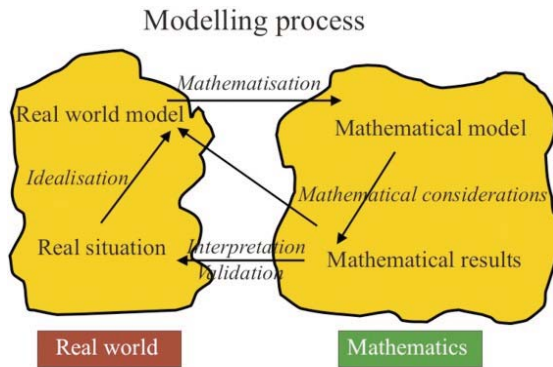 Modelling process
Mathematisation
Real world model
Mathematical model
Idealisation
Mathematical considerations
Real situation
Interpretation
Validation
Mathematical results
Real world
Mathematics